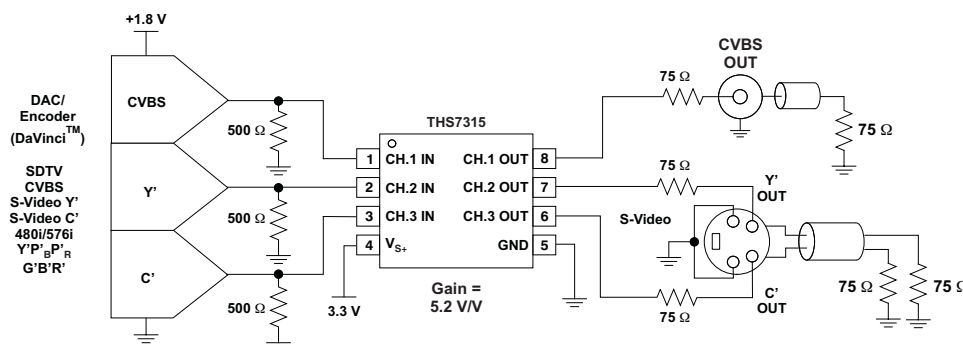 +1.8 V
DAC/
Encoder
(DaVinci™)
SDTV
CVBS
S-Video Y'
S-Video C'
480i/576i
Y'P'BP'R
G'B'R'
CVBS
Y'
C'
500 Ω
500 Ω
500 Ω
THS7315
1 CH.1 IN CH.1 OUT 8
2 CH.2 IN CH.2 OUT 7
3 CH.3 IN CH.3 OUT 6
4 VS+ GND 5
3.3 V
Gain =
5.2 V/V
CVBS
OUT
75 Ω
75 Ω
75 Ω
Y'
OUT
S-Video
C'
OUT
75 Ω
75 Ω
75 Ω